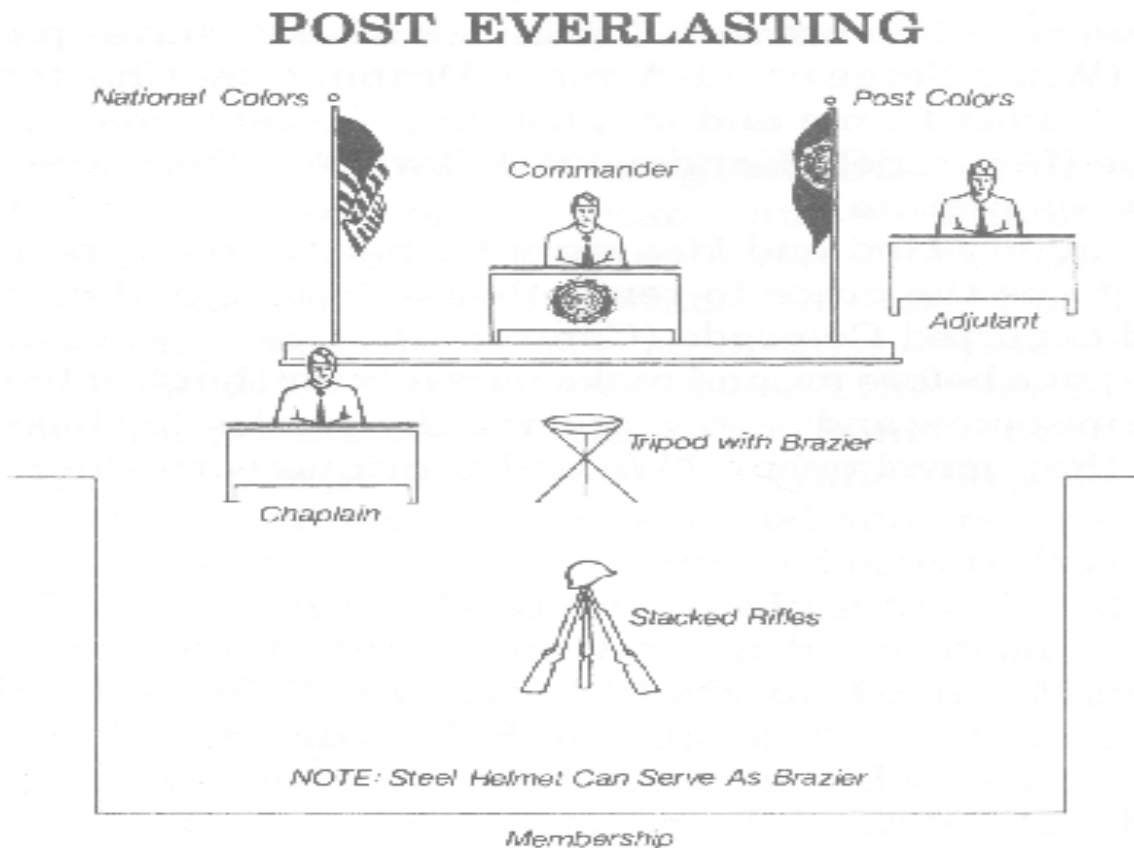 POST EVERLASTING
National Colors
Post Colors
Commander
Adjutant
Tripod with Brazier
Chaplain
Stacked Rifles
NOTE: Steel Helmet Can Serve As Brazier
Membership